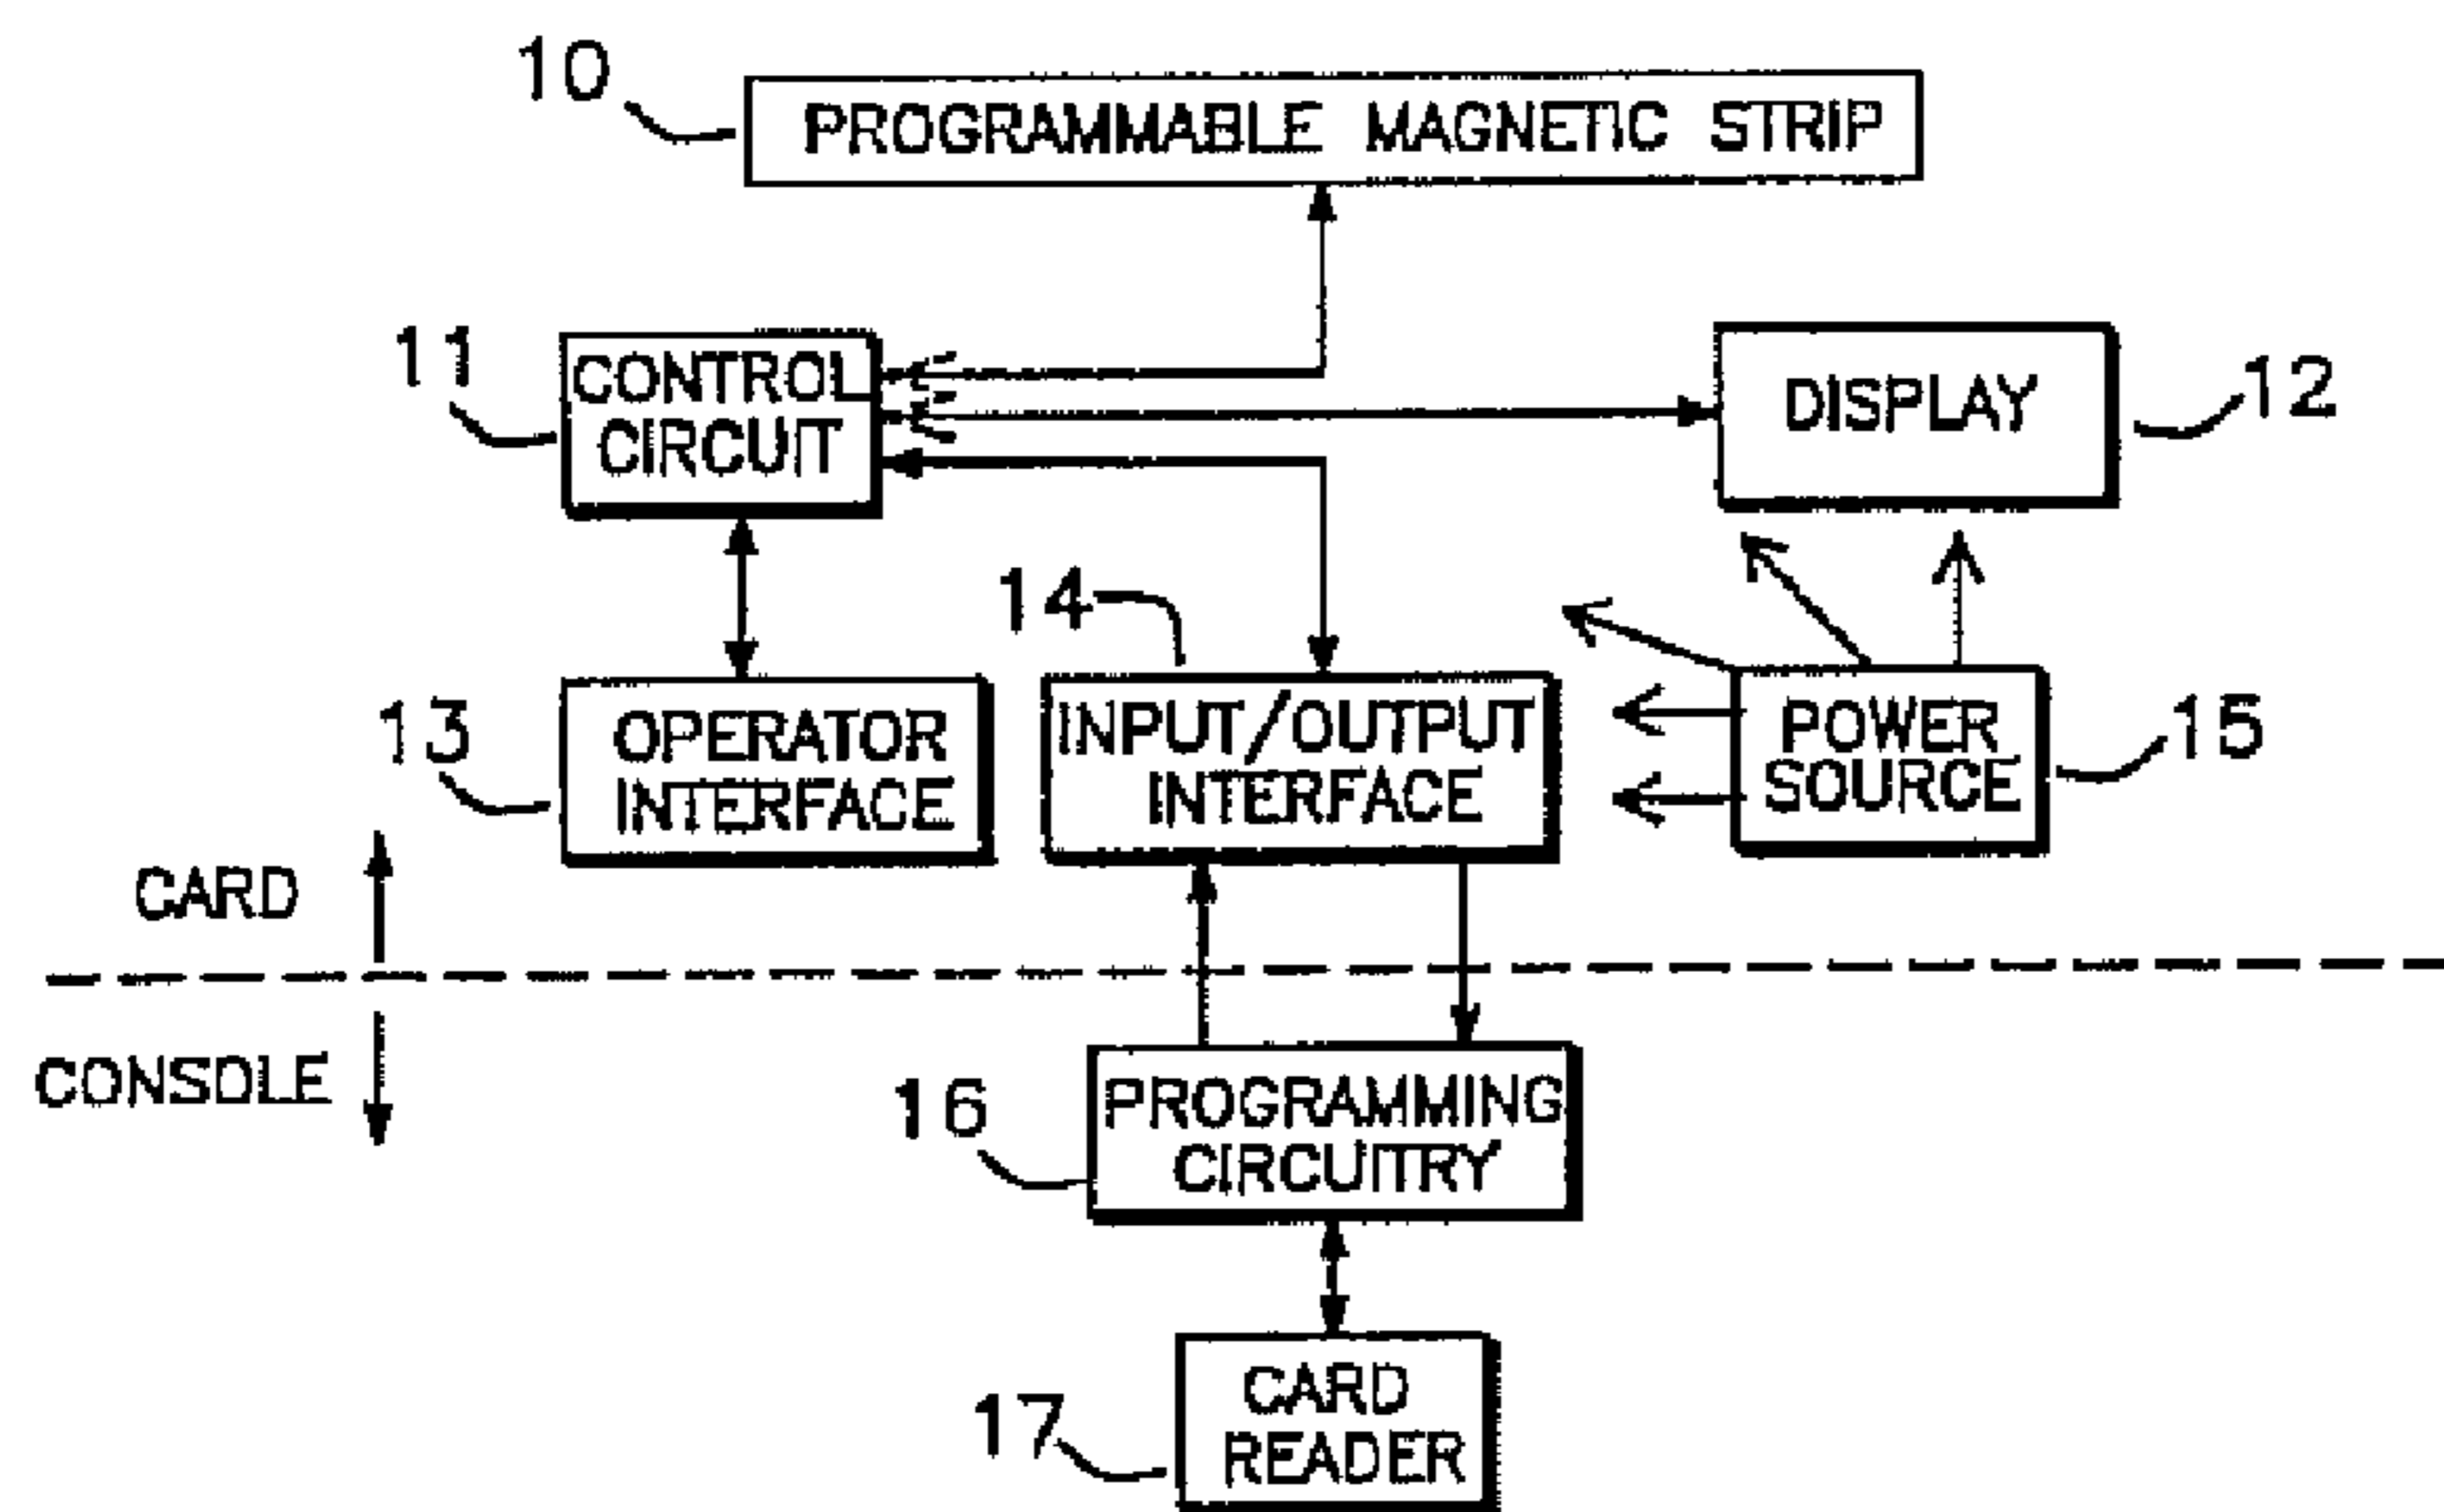 10
PROGRAMMABLE MAGNETIC STRIP
11
CONTROL
CIRCUIT
DISPLAY
12
13
OPERATOR
INTERFACE
14
INPUT/OUTPUT
INTERFACE
POWER
SOURCE
15
CARD
CONSOLE
16
PROGRAMMING
CIRCUITRY
17
CARD
READER